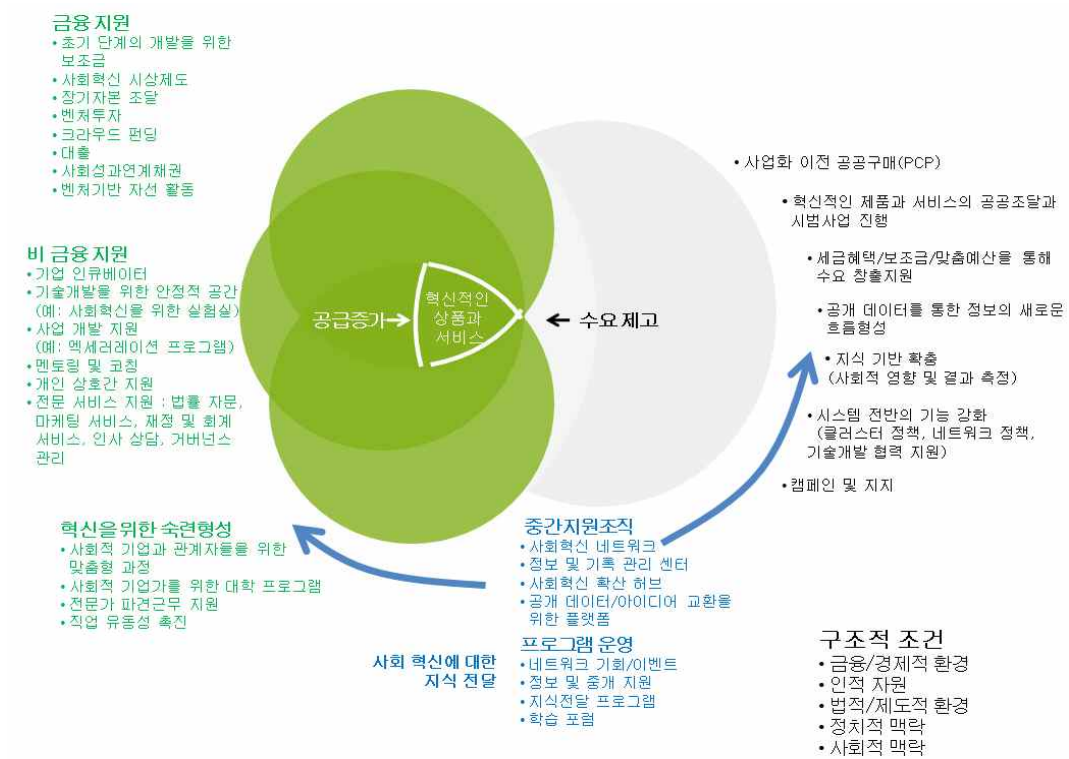 금융 지원
• 초기 단계의 개발을 위한
보조금
• 사회혁신 시상제도
• 장기자본 조달
• 벤처투자
• 크라우드 펀딩
• 대출
• 사회성과연계채권
• 벤처기반 자선 활동
비 금융 지원
• 기업 인큐베이터
• 기술개발을 위한 안정적 공간
(예: 사회혁신을 위한 실험실)
• 사업 개발 지원
(예: 엑세러레이션 프로그램)
• 멘토링 및 코칭
• 개인 상호간 지원
• 전문 서비스 지원 : 법률 자문,
마케팅 서비스, 재정 및 회계
서비스, 인사 상담, 거버넌스
관리
혁신을 위한 숙련형성
• 사회적 기업과 관계자들을 위한
맞춤형 과정
• 사회적 기업가를 위한 대학 프로그램
• 전문가 파견근무 지원
• 직업 유동성 촉진
공급증가→
혁신적인
상품과
서비스
← 수요 제고
• 사업화 이전 공공구매(PCP)
• 혁신적인 제품과 서비스의 공공조달과
시범사업 진행
• 세금혜택/보조금/맞춤예산을 통해
수요 창출지원
• 공개 데이터를 통한 정보의 새로운
흐름형성
• 지식 기반 확충
(사회적 영향 및 결과 측정)
• 시스템 전반의 기능 강화
(클러스터 정책, 네트워크 정책,
기술개발 협력 지원)
• 캠페인 및 지지
사회 혁신에 대한
지식 전달
중간지원조직
• 사회혁신 네트워크
• 정보 및 기록 관리 센터
• 사회혁신 확산 허브
• 공개 데이터/아이디어 교환을
위한 플랫폼
프로그램 운영
• 네트워크 기회/이벤트
• 정보 및 중개 지원
• 지식전달 프로그램
• 학습 포럼
구조적 조건
• 금융/경제적 환경
• 인적 자원
• 법적/제도적 환경
• 정치적 맥락
• 사회적 맥락